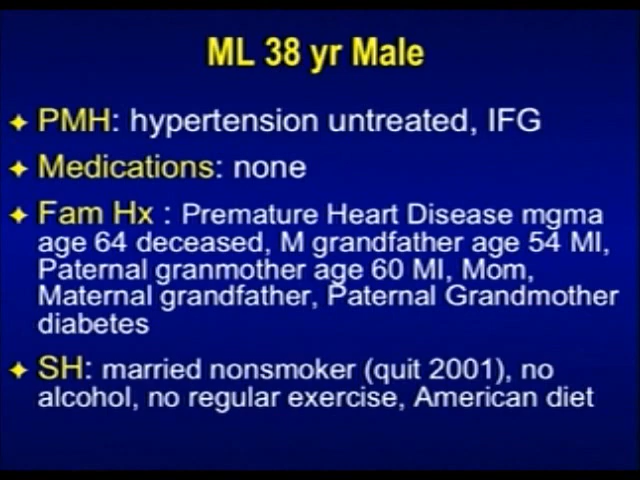 ML 38 yr Male
✦ PMH: hypertension untreated, IFG
✦ Medications: none
✦ Fam Hx : Premature Heart Disease mgma
age 64 deceased, M grandfather age 54 MI,
Paternal granmother age 60 MI, Mom,
Maternal grandfather, Paternal Grandmother
diabetes
✦ SH: married nonsmoker (quit 2001), no
alcohol, no regular exercise, American diet